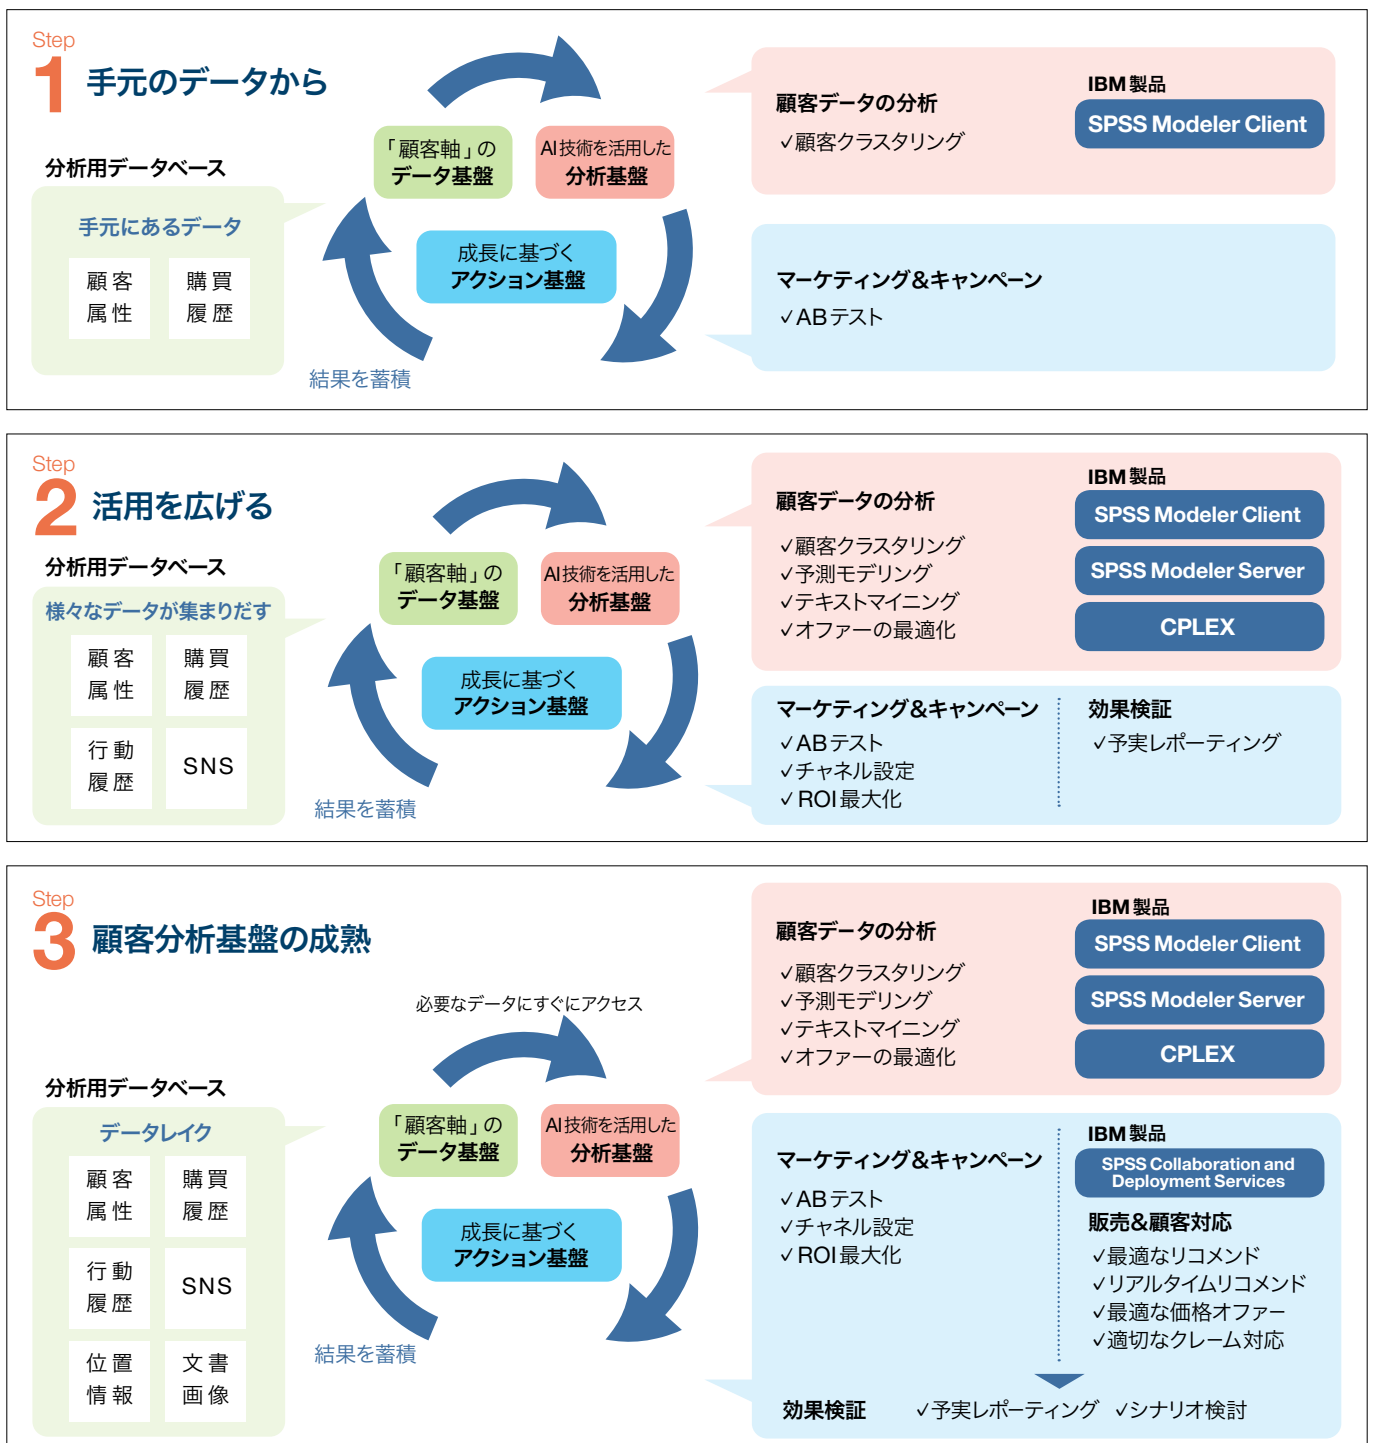 Step
1 手元のデータから
分析用データベース
手元にあるデータ
顧客
属性
購買
履歴
「顧客軸」の
データ基盤
AI技術を活用した
分析基盤
成長に基づく
アクション基盤
結果を蓄積
顧客データの分析
✓顧客クラスタリング
IBM製品
SPSS Modeler Client
マーケティング&キャンペーン
✓ABテスト
Step
2 活用を広げる
分析用データベース
様々なデータが集まりだす
顧客
属性
購買
履歴
行動
履歴
SNS
「顧客軸」の
データ基盤
AI技術を活用した
分析基盤
成長に基づく
アクション基盤
結果を蓄積
顧客データの分析
✓顧客クラスタリング
✓予測モデリング
✓テキストマイニング
✓オファーの最適化
IBM製品
SPSS Modeler Client
SPSS Modeler Server
CPLEX
マーケティング&キャンペーン
✓ABテスト
✓チャネル設定
✓ROI最大化
効果検証
✓予実レポーティング
Step
3 顧客分析基盤の成熟
分析用データベース
データレイク
顧客
属性
購買
履歴
行動
履歴
SNS
位置
情報
文書
画像
必要なデータにすぐにアクセス
「顧客軸」の
データ基盤
AI技術を活用した
分析基盤
成長に基づく
アクション基盤
結果を蓄積
顧客データの分析
✓顧客クラスタリング
✓予測モデリング
✓テキストマイニング
✓オファーの最適化
IBM製品
SPSS Modeler Client
SPSS Modeler Server
CPLEX
マーケティング&キャンペーン
✓ABテスト
✓チャネル設定
✓ROI最大化
IBM製品
SPSS Collaboration and
Deployment Services
販売&顧客対応
✓最適なリコメンド
✓リアルタイムリコメンド
✓最適な価格オファー
✓適切なクレーム対応
効果検証 ✓予実レポーティング ✓シナリオ検討